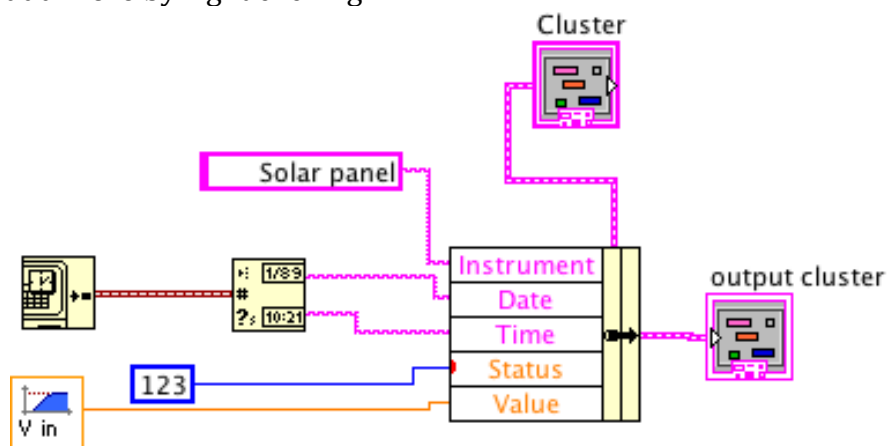 Cluster
Solar panel
1/89
#
?: 10:21
Instrument
Date
Time
Status
Value
output cluster
123
V in